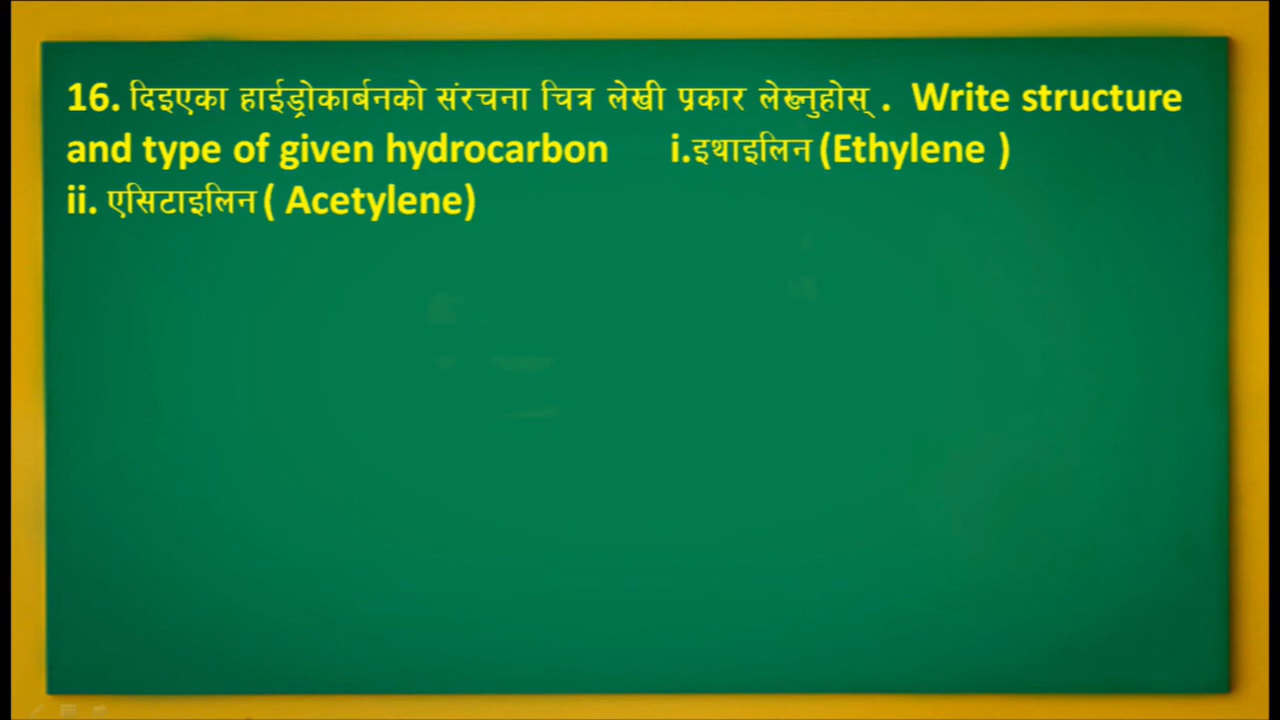 16. दिइएका हाईड्रोकार्बनको संरचना चित्र लेखी प्रकार लेख्नुहोस् . Write structure
and type of given hydrocarbon i.इथाइलिन (Ethylene )
ii. एसिटाइलिन ( Acetylene)